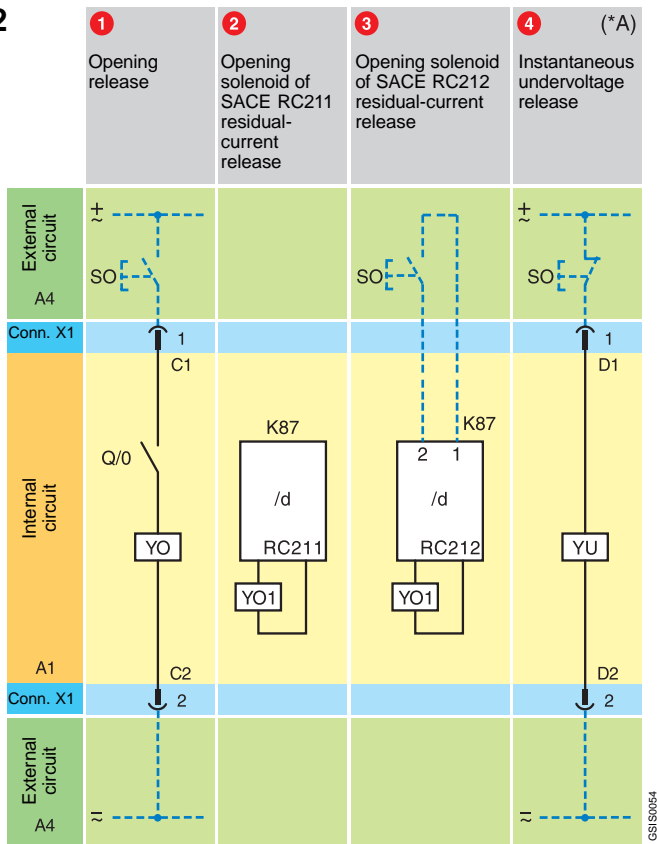 2
1
2
3
4
(*A)
Opening
release
Opening
solenoid of
SACE RC211
residual-
current
release
Opening solenoid
of SACE RC212
residual-current
release
Instantaneous
undervoltage
release
External
circuit
A4
SO
SO
SO
Conn. X1
1
1
C1
D1
Internal
circuit
A1
Q/0
YO
K87
/d
RC211
YO1
K87
2 1
/d
RC212
YO1
YU
C2
D2
Conn. X1
2
2
External
circuit
A4
GSIS0054